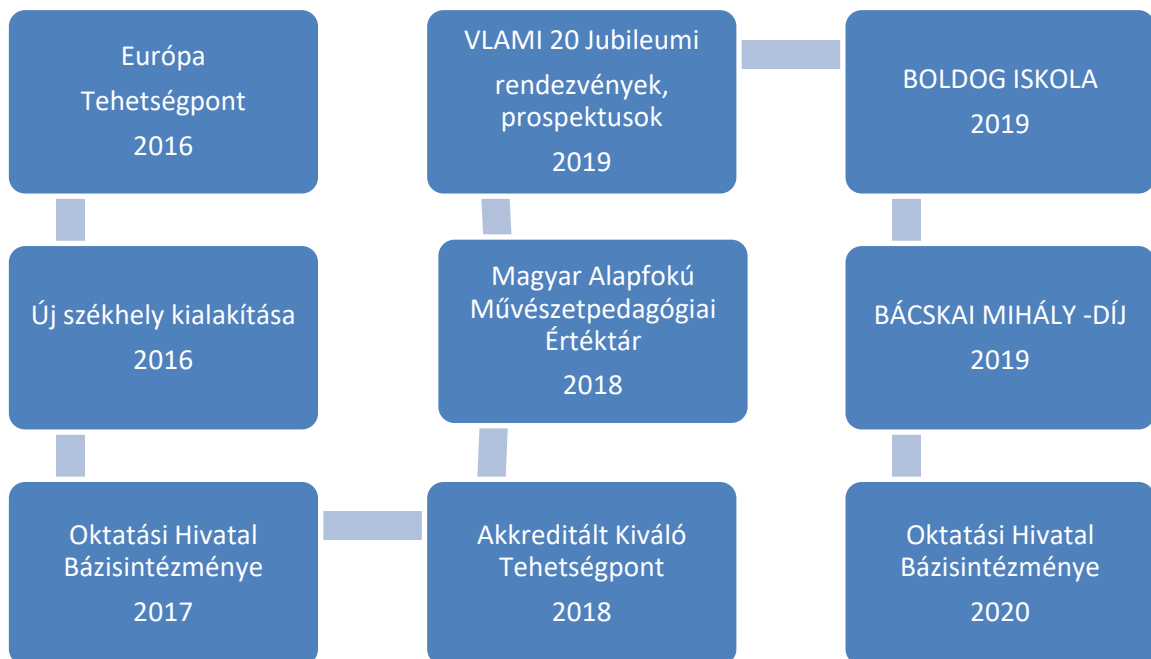 Európa
Tehetségpont
2016
Új székhely kialakítása
2016
Oktatási Hivatal
Bázisintézménye
2017
Akkreditált Kiváló
Tehetségpont
2018
Magyar Alapfokú
Művészetpedagógiai
Értéktár
2018
VLAMI 20 Jubileumi
rendezvények,
prospektusok
2019
BOLDOG ISKOLA
2019
BÁCSKAI MIHÁLY -DÍJ
2019
Oktatási Hivatal
Bázisintézménye
2020